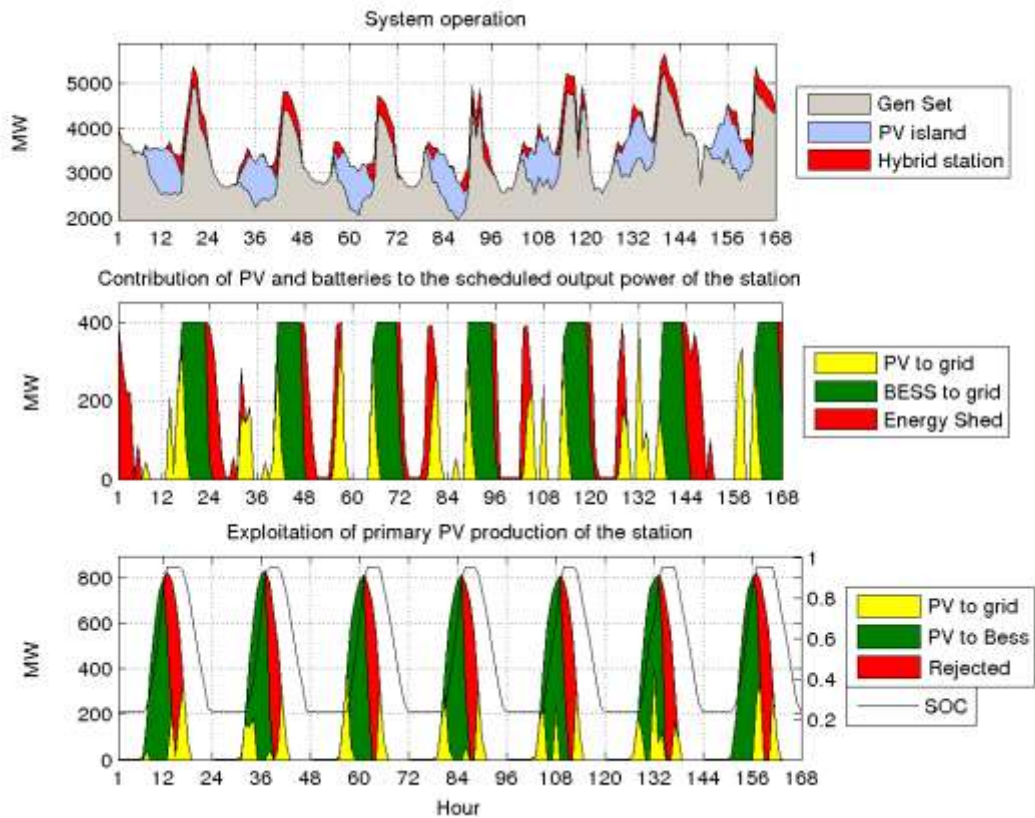 System operation
MW
5000
4000
3000
2000
1 12 24 36 48 60 72 84 96 108 120 132 144 156 168
Gen Set
PV island
Hybrid station
Contribution of PV and batteries to the scheduled output power of the station
MW
400
200
0
1 12 24 36 48 60 72 84 96 108 120 132 144 156 168
PV to grid
BESS to grid
Energy Shed
Exploitation of primary PV production of the station
MW
800
600
400
200
0
1
0.8
0.6
0.4
0.2
1 12 24 36 48 60 72 84 96 108 120 132 144 156 168
Hour
PV to grid
PV to Bess
Rejected
SOC